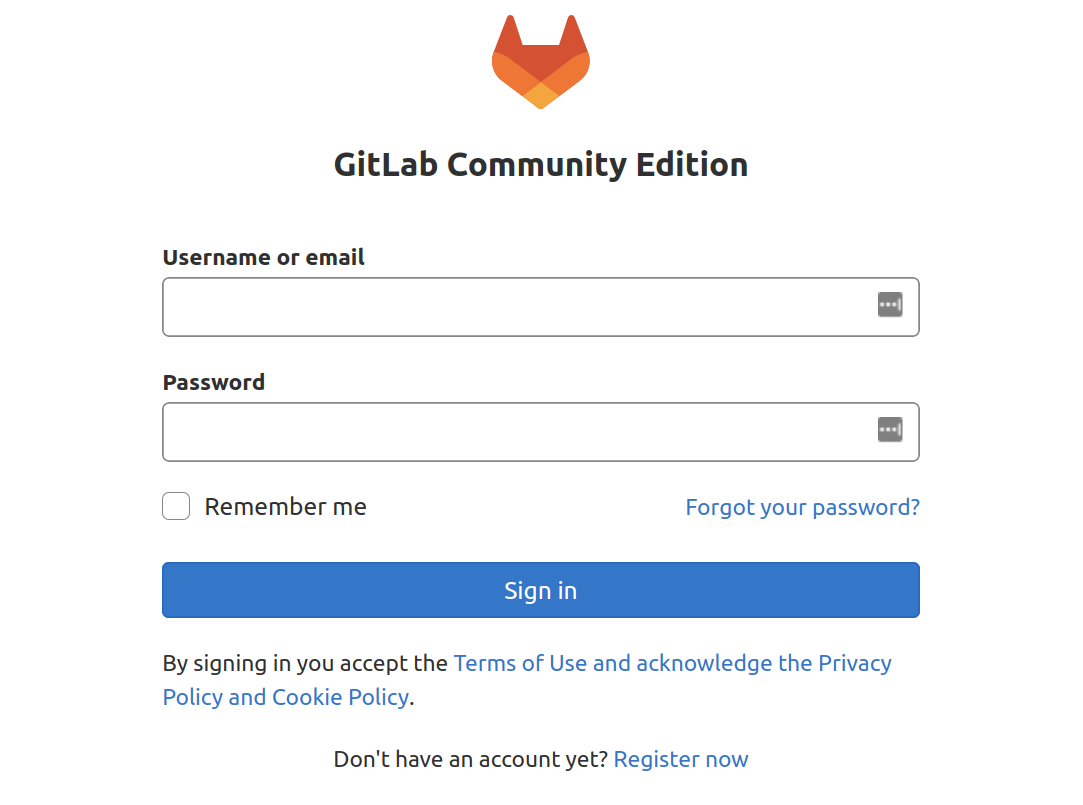 GitLab Community Edition
Username or email
Password
Remember me
Forgot your password?
Sign in
By signing in you accept the Terms of Use and acknowledge the Privacy
Policy and Cookie Policy.
Don't have an account yet? Register now